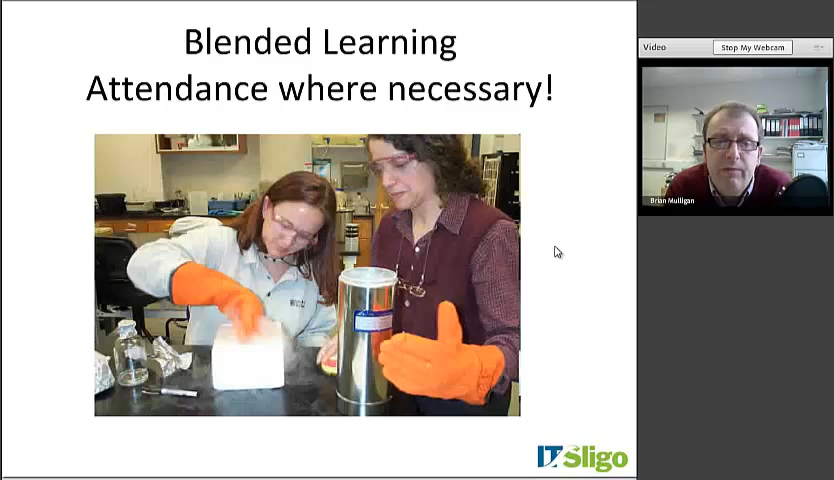 Blended Learning
Attendance where necessary!
Video
Stop My Webcam
Brian Mulligan
IT Sligo